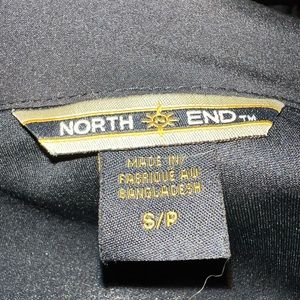 NORTH END™
MADE IN/
FABRIQUE AU
BANGLADESH
S/P